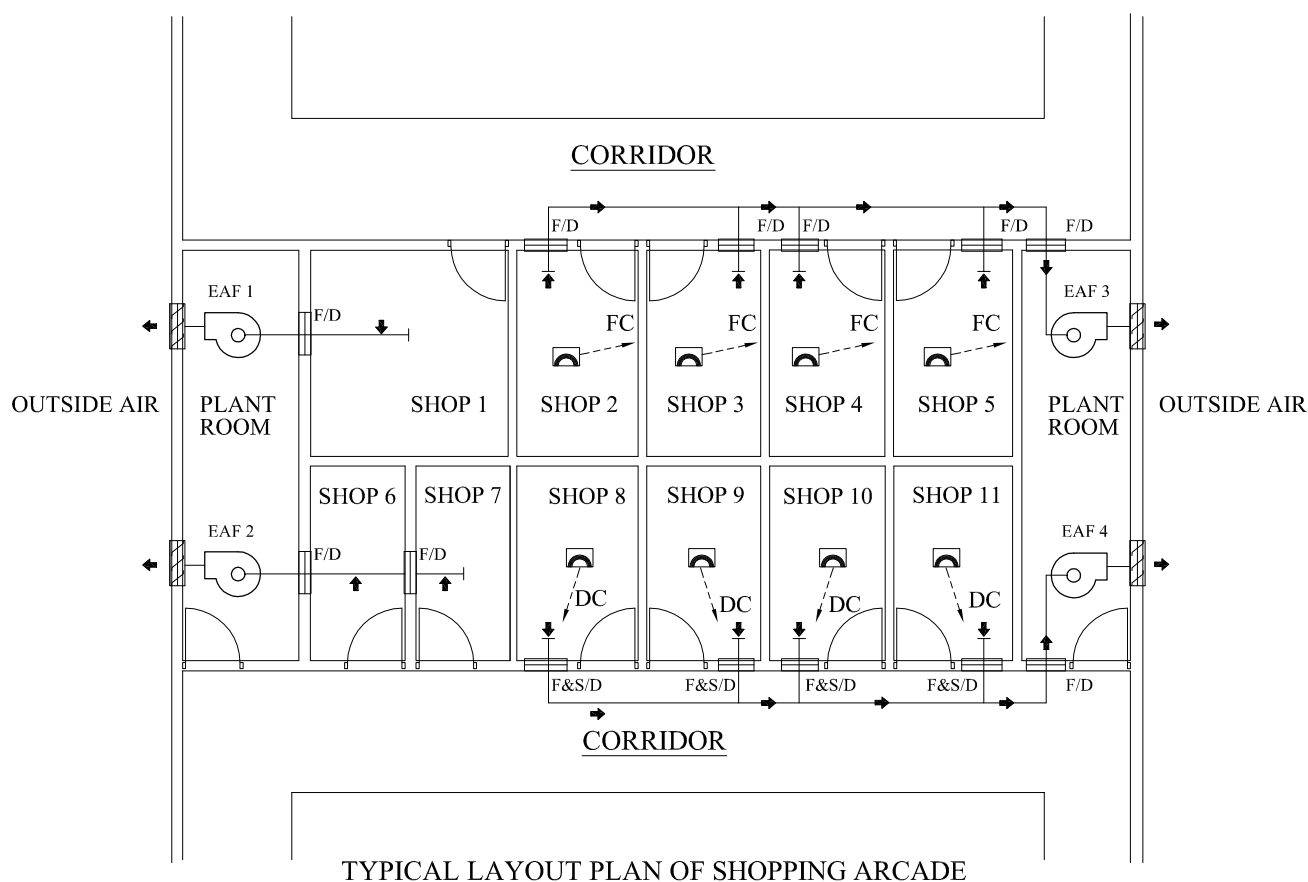 CORRIDOR
F/D
F/D
F/D
F/D
F/D
EAF 1
F/D
EAF 3
FC
FC
FC
FC
OUTSIDE AIR
PLANT
ROOM
SHOP 1
SHOP 2
SHOP 3
SHOP 4
SHOP 5
PLANT
ROOM
OUTSIDE AIR
SHOP 6
SHOP 7
SHOP 8
SHOP 9
SHOP 10
SHOP 11
EAF 2
F/D
F/D
EAF 4
DC
DC
DC
DC
F&S/D
F&S/D
F&S/D
F&S/D
F/D
CORRIDOR
TYPICAL LAYOUT PLAN OF SHOPPING ARCADE